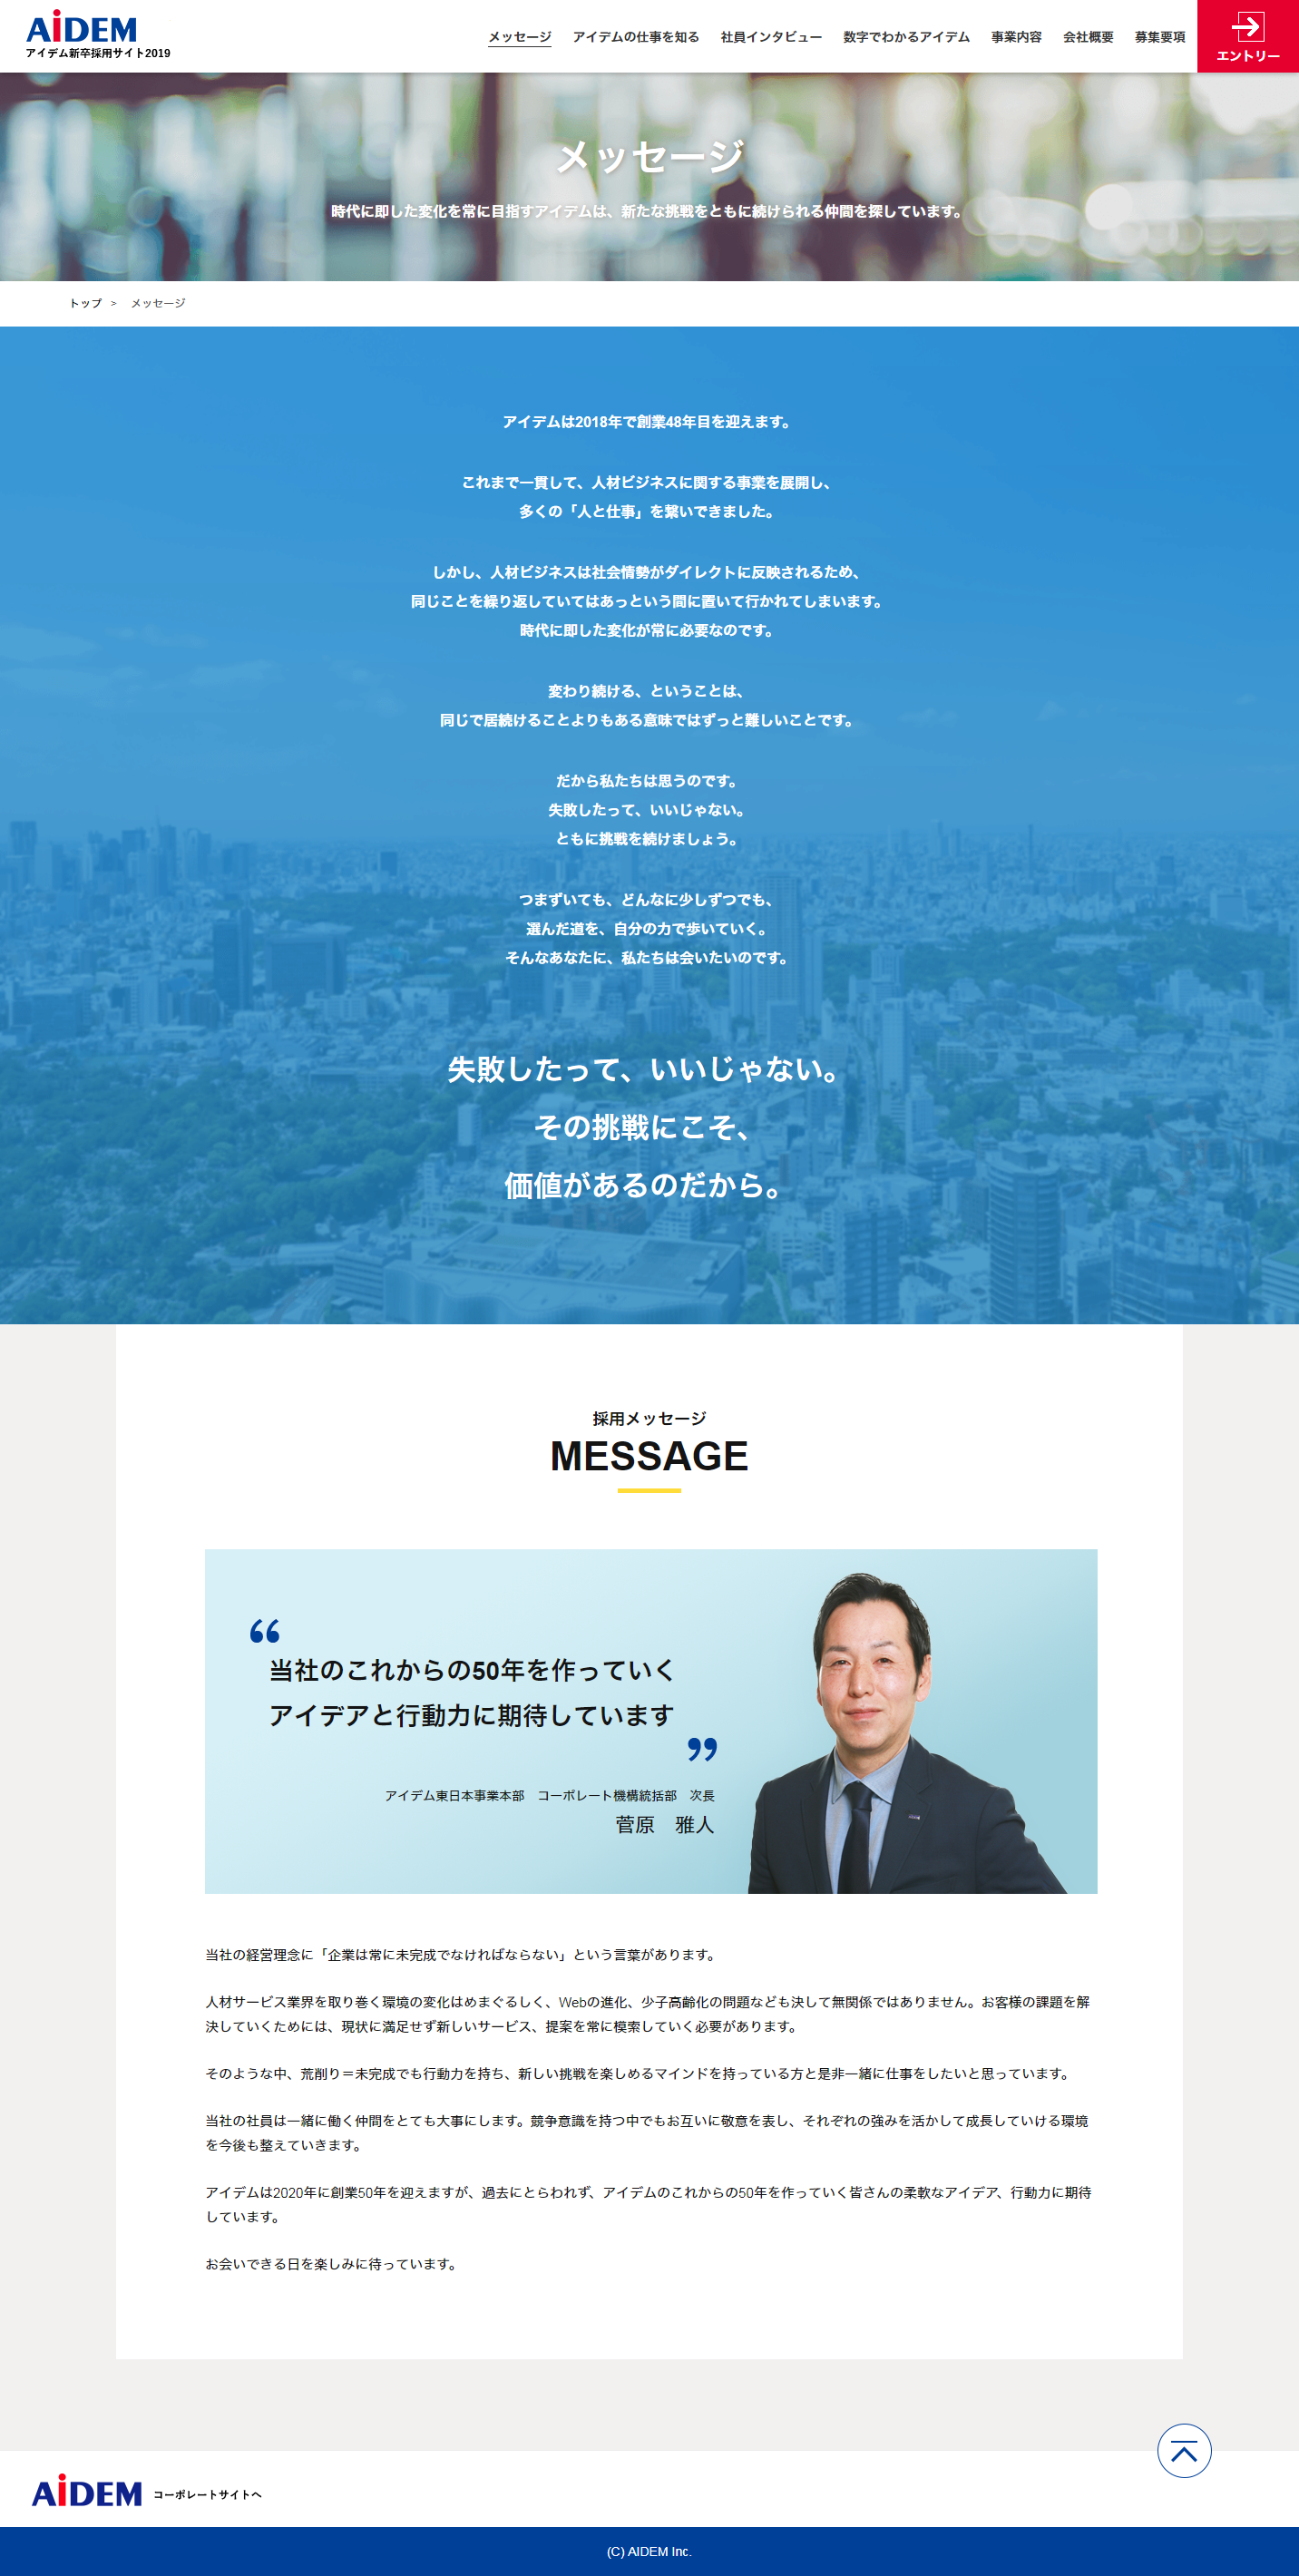 AiDEM
アイデム新卒採用サイト2019
メッセージ
アイデムの仕事を知る
社員インタビュー
数字でわかるアイデム
事業内容
会社概要
募集要項
エントリー
メッセージ
時代に即した変化を常に目指すアイデムは、新たな挑戦をともに続けられる仲間を探しています。
トップ > メッセージ
アイデムは2018年で創業48年目を迎えます。
これまで一貫して、人材ビジネスに関する事業を展開し、
多くの「人と仕事」を繋いできました。
しかし、人材ビジネスは社会情勢がダイレクトに反映されるため、
同じことを繰り返していてはあっという間に置いて行かれてしまいます。
時代に即した変化が常に必要なのです。
変わり続ける、ということは、
同じで居続けることよりもある意味ではずっと難しいことです。
だから私たちは思うのです。
失敗したって、いいじゃない。
ともに挑戦を続けましょう。
つまずいても、どんなに少しずつでも、
選んだ道を、自分の力で歩いていく。
そんなあなたに、私たちは会いたいのです。
失敗したって、いいじゃない。
その挑戦にこそ、
価値があるのだから。
採用メッセージ
MESSAGE
“
当社のこれからの50年を作っていく
アイデアと行動力に期待しています
”
アイデム東日本事業本部　コーポレート機構統括部　次長
菅原　雅人
当社の経営理念に「企業は常に未完成でなければならない」という言葉があります。
人材サービス業界を取り巻く環境の変化はめまぐるしく、Webの進化、少子高齢化の問題なども決して無関係ではありません。お客様の課題を解
決していくためには、現状に満足せず新しいサービス、提案を常に模索していく必要があります。
そのような中、荒削り＝未完成でも行動力を持ち、新しい挑戦を楽しめるマインドを持っている方と是非一緒に仕事をしたいと思っています。
当社の社員は一緒に働く仲間をとても大事にします。競争意識を持つ中でもお互いに敬意を表し、それぞれの強みを活かして成長していける環境
を今後も整えていきます。
アイデムは2020年に創業50年を迎えますが、過去にとらわれず、アイデムのこれからの50年を作っていく皆さんの柔軟なアイデア、行動力に期待
しています。
お会いできる日を楽しみに待っています。
AiDEM コーポレートサイトへ
(C) AIDEM Inc.